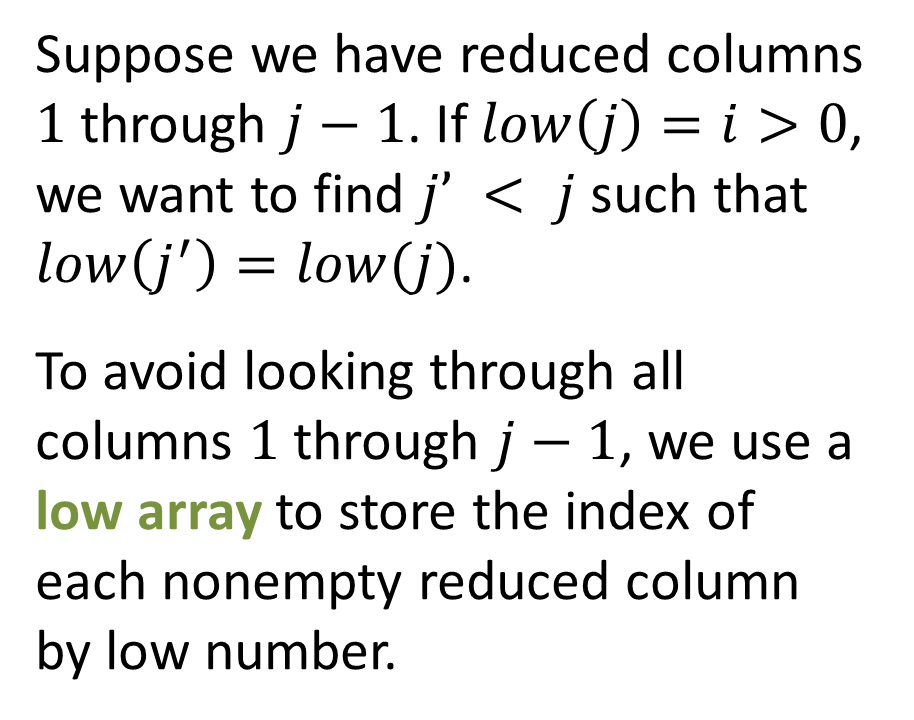 Suppose we have reduced columns
1 through j − 1. If low(j) = i > 0,
we want to find j’ < j such that
low(j′) = low(j).
To avoid looking through all
columns 1 through j − 1, we use a
low array to store the index of
each nonempty reduced column
by low number.